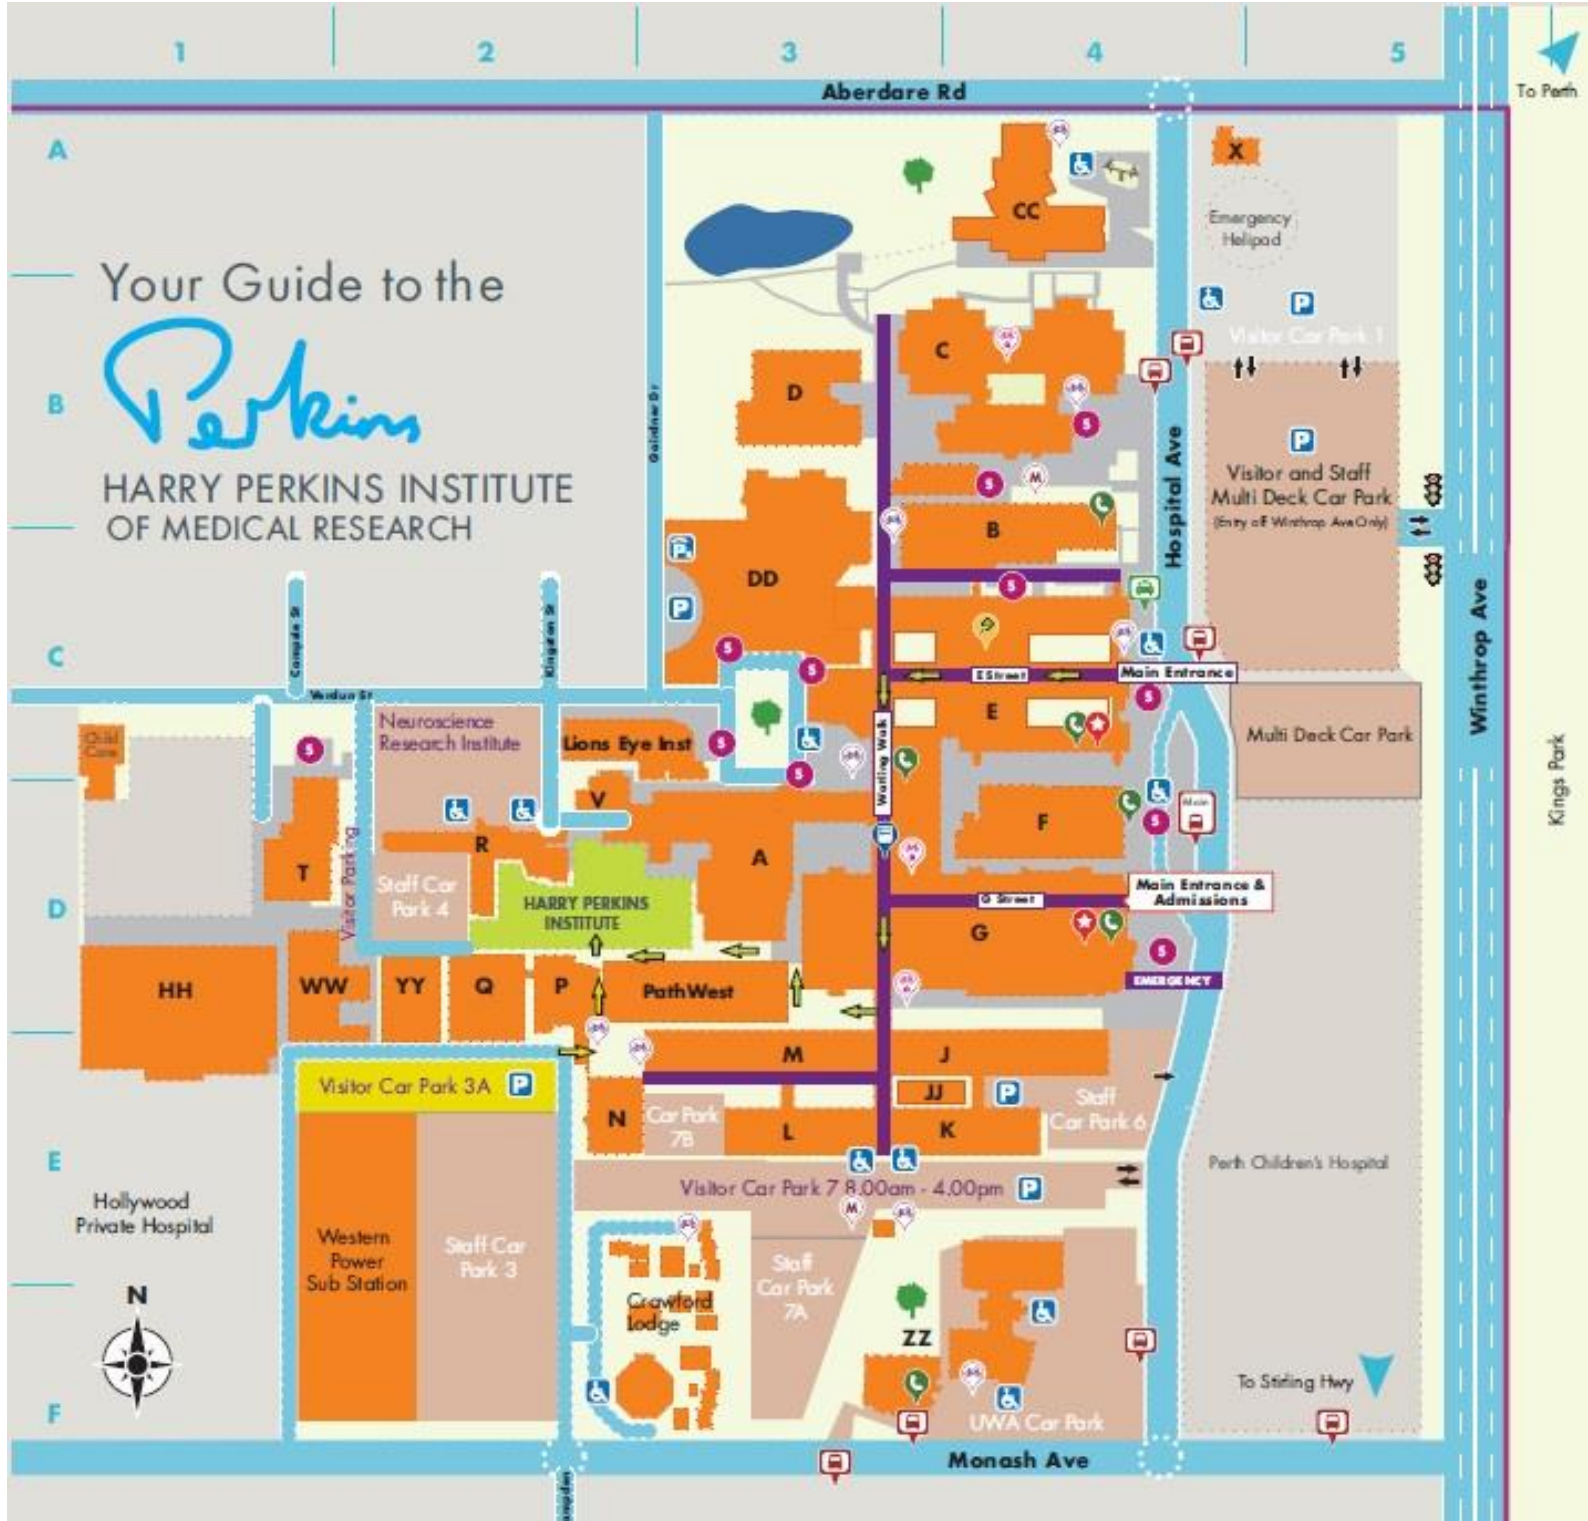 1 2 3 4 5
To Perth
Aberdare Rd
A
X
CC
Emergency
Helipad
Your Guide to the
Perkins
HARRY PERKINS INSTITUTE
OF MEDICAL RESEARCH
P
Visitor Car Park 1
C
D
B
Gairdner Dr
S
P
Visitor and Staff
Multi Deck Car Park
(Entry off Winthrop Ave Only)
Hospital Ave
S
M
B
P
DD
P
S
Winthrop Ave
Kings Park
C
Kingston St
Verdun St
S
S
E Street
Main Entrance
S
E
Neuroscience
Research Institute
Lions Eye Inst
S
S
S
Child
Care
Multi Deck Car Park
Watling Walk
V
F
S
Main
R
A
T
Visitor Parking
Staff Car
Park 4
HARRY PERKINS
INSTITUTE
D
G Street
Main Entrance &
Admissions
G
S
EMERGENCY
HH
WW
YY
Q
P
PathWest
M
J
JJ
P
Visitor Car Park 3A P
N
Car Park
7B
L
K
Staff
Car Park 6
E
Perth Children's Hospital
Visitor Car Park 7 8.00am - 4.00pm P
M
Hollywood
Private Hospital
Western
Power
Sub Station
Staff Car
Park 3
Staff
Car Park
7A
N
Crawford
Lodge
ZZ
To Stirling Hwy
F
UWA Car Park
Monash Ave